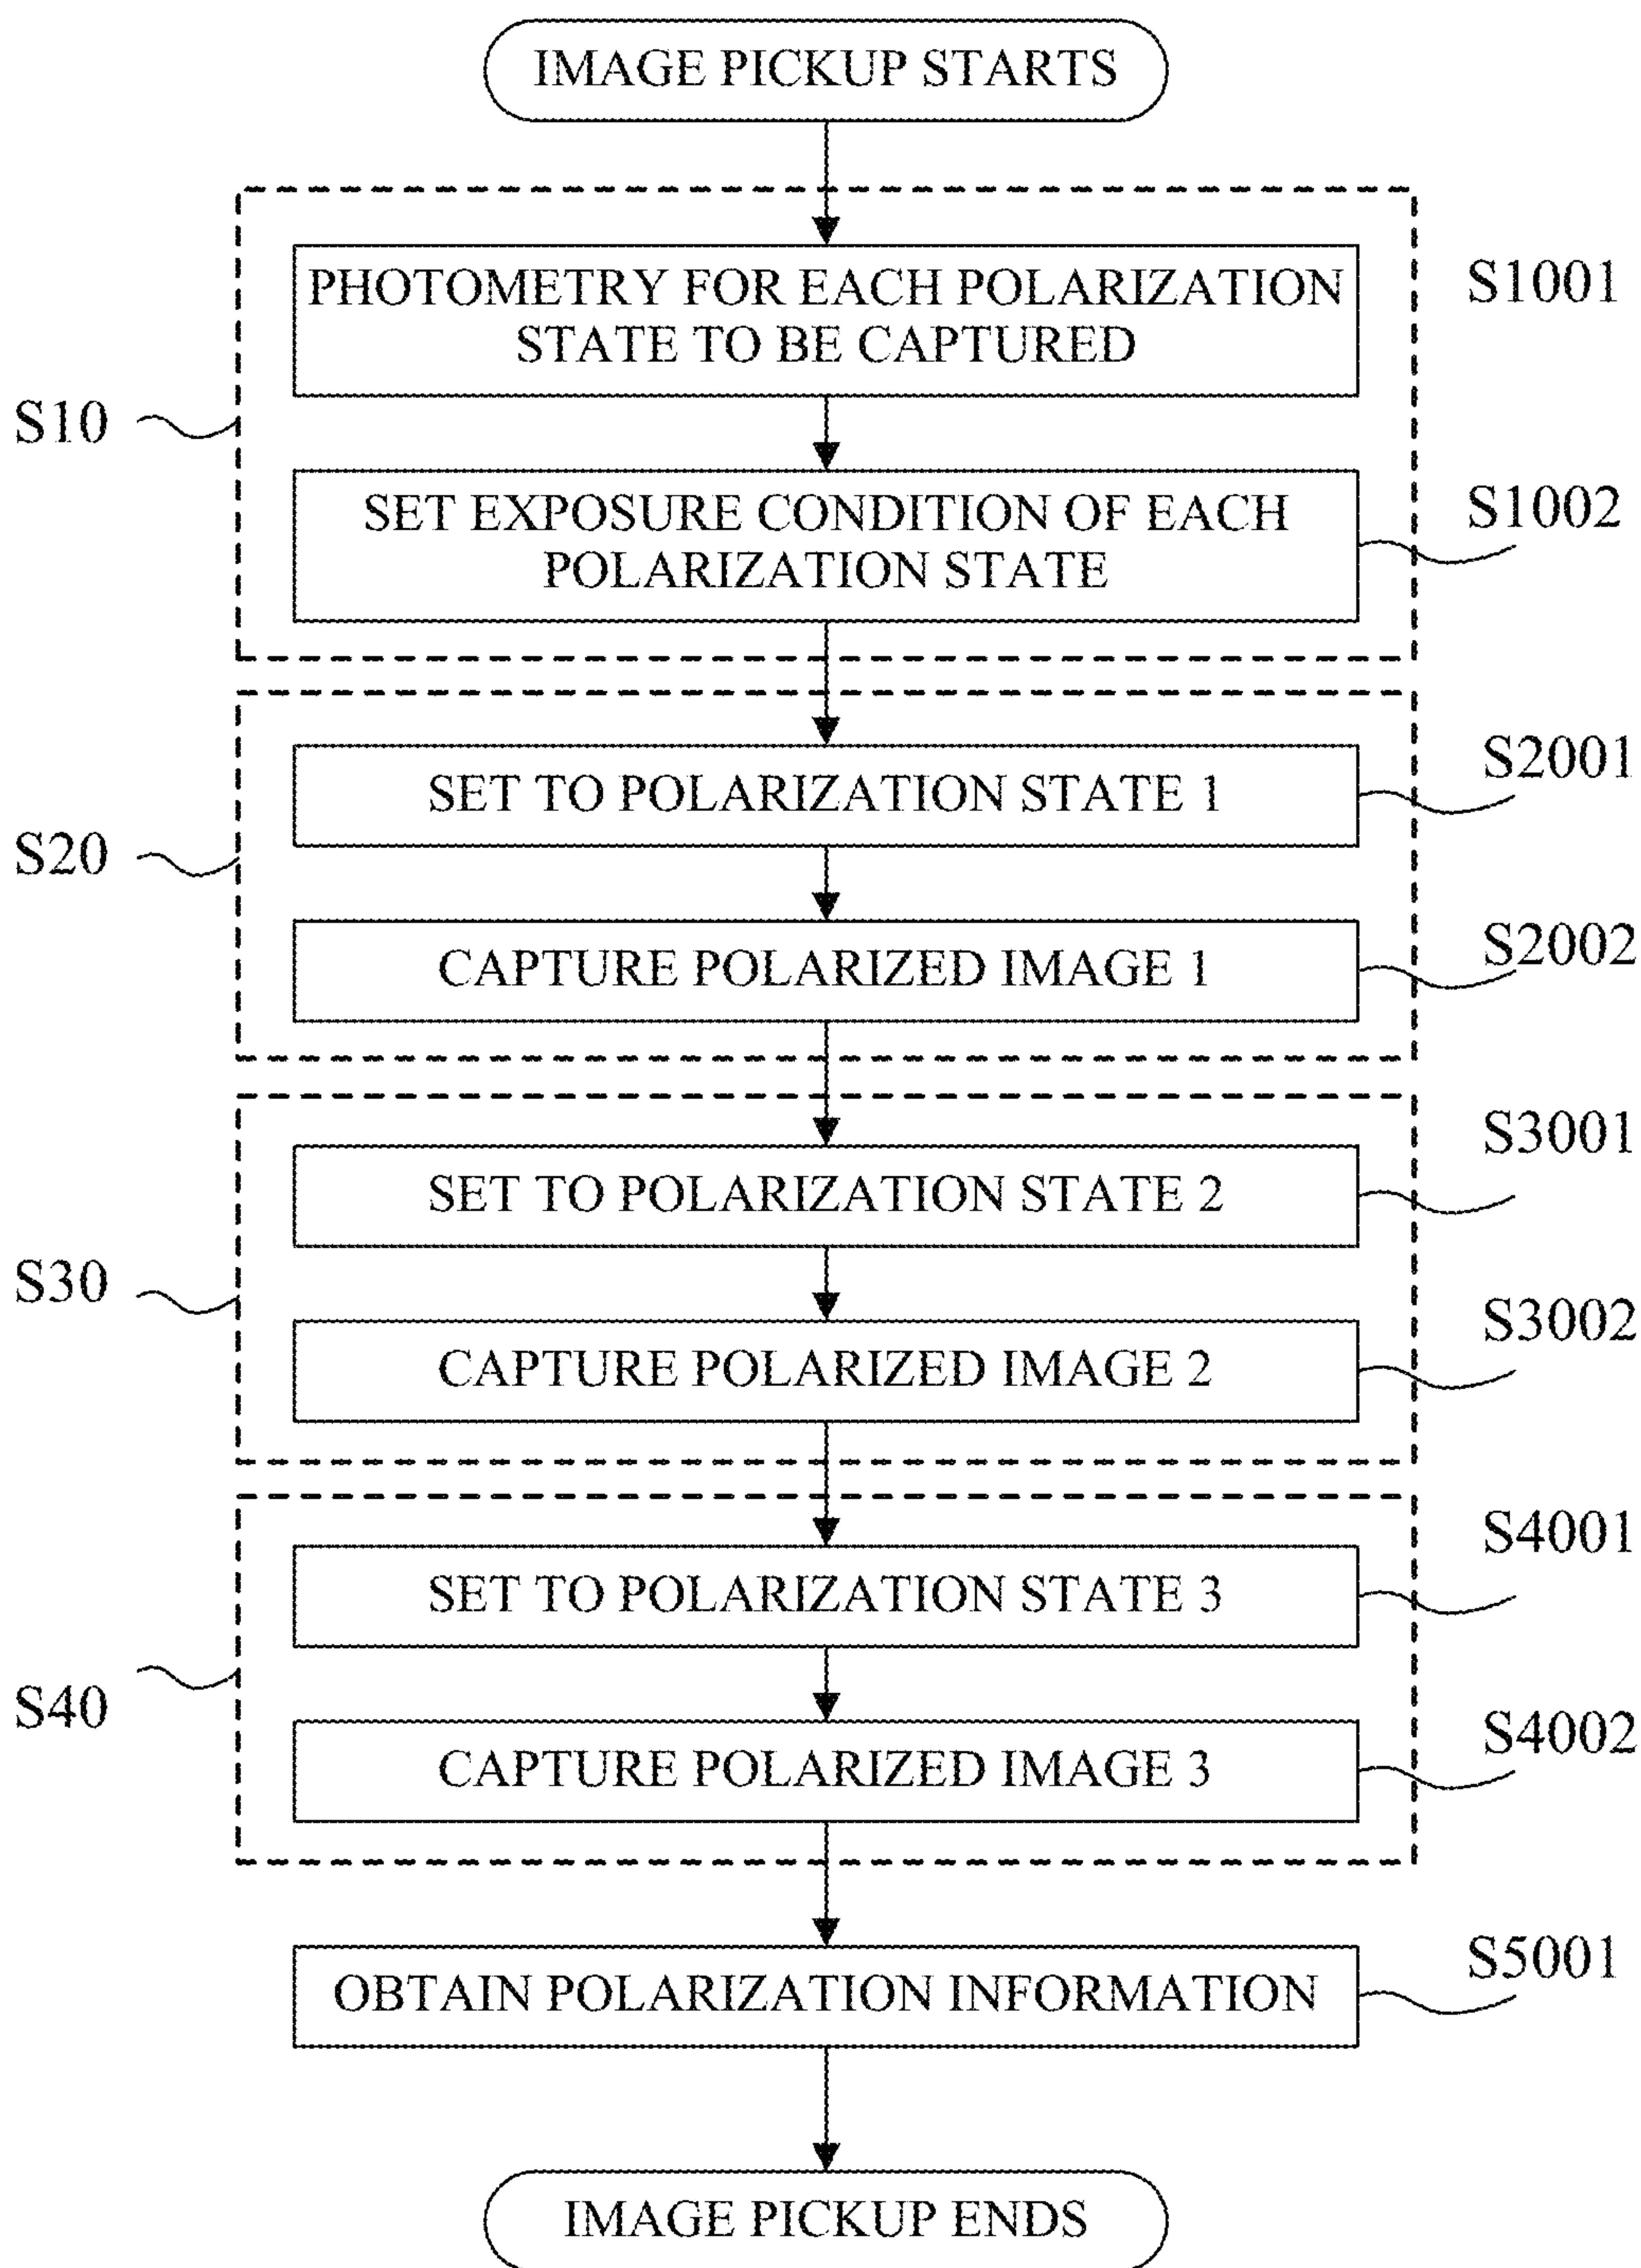 IMAGE PICKUP STARTS
PHOTOMETRY FOR EACH POLARIZATION
STATE TO BE CAPTURED
S1001
S10
SET EXPOSURE CONDITION OF EACH
POLARIZATION STATE
S1002
SET TO POLARIZATION STATE 1
S2001
S20
CAPTURE POLARIZED IMAGE 1
S2002
SET TO POLARIZATION STATE 2
S3001
S30
CAPTURE POLARIZED IMAGE 2
S3002
SET TO POLARIZATION STATE 3
S4001
S40
CAPTURE POLARIZED IMAGE 3
S4002
OBTAIN POLARIZATION INFORMATION
S5001
IMAGE PICKUP ENDS